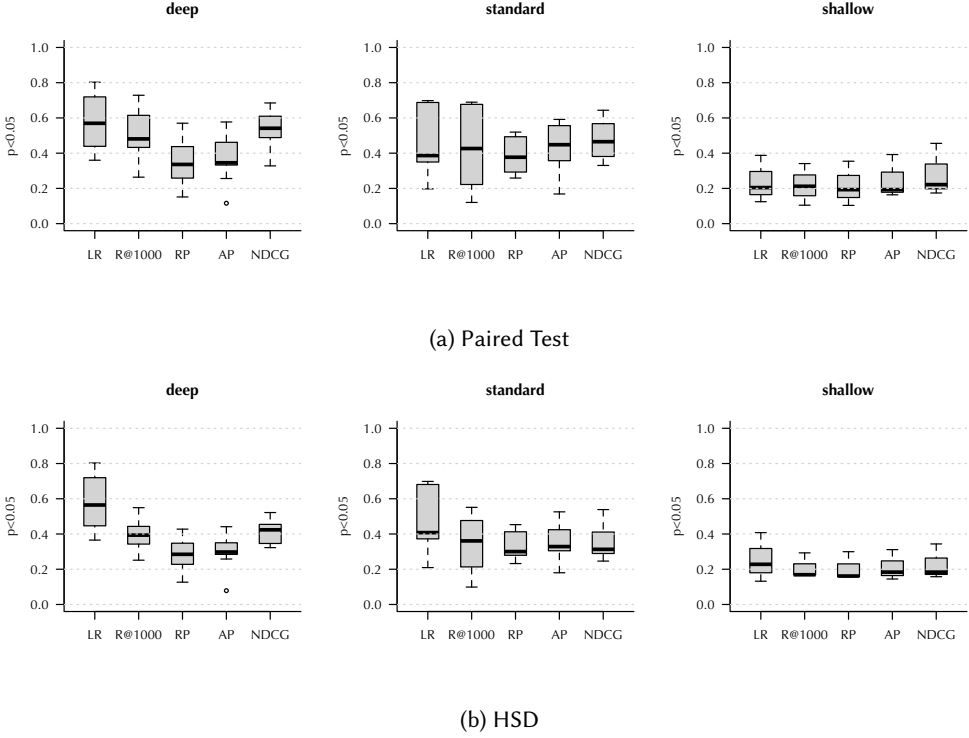 deep standard shallow
p<0.05 p<0.05 p<0.05
1.0 1.0 1.0
0.8 0.8 0.8
0.6 0.6 0.6
0.4 0.4 0.4
0.2 0.2 0.2
0.0 0.0 0.0
LR R@1000 RP AP NDCG LR R@1000 RP AP NDCG LR R@1000 RP AP NDCG
(a) Paired Test
deep standard shallow
p<0.05 p<0.05 p<0.05
1.0 1.0 1.0
0.8 0.8 0.8
0.6 0.6 0.6
0.4 0.4 0.4
0.2 0.2 0.2
0.0 0.0 0.0
LR R@1000 RP AP NDCG LR R@1000 RP AP NDCG LR R@1000 RP AP NDCG
(b) HSD